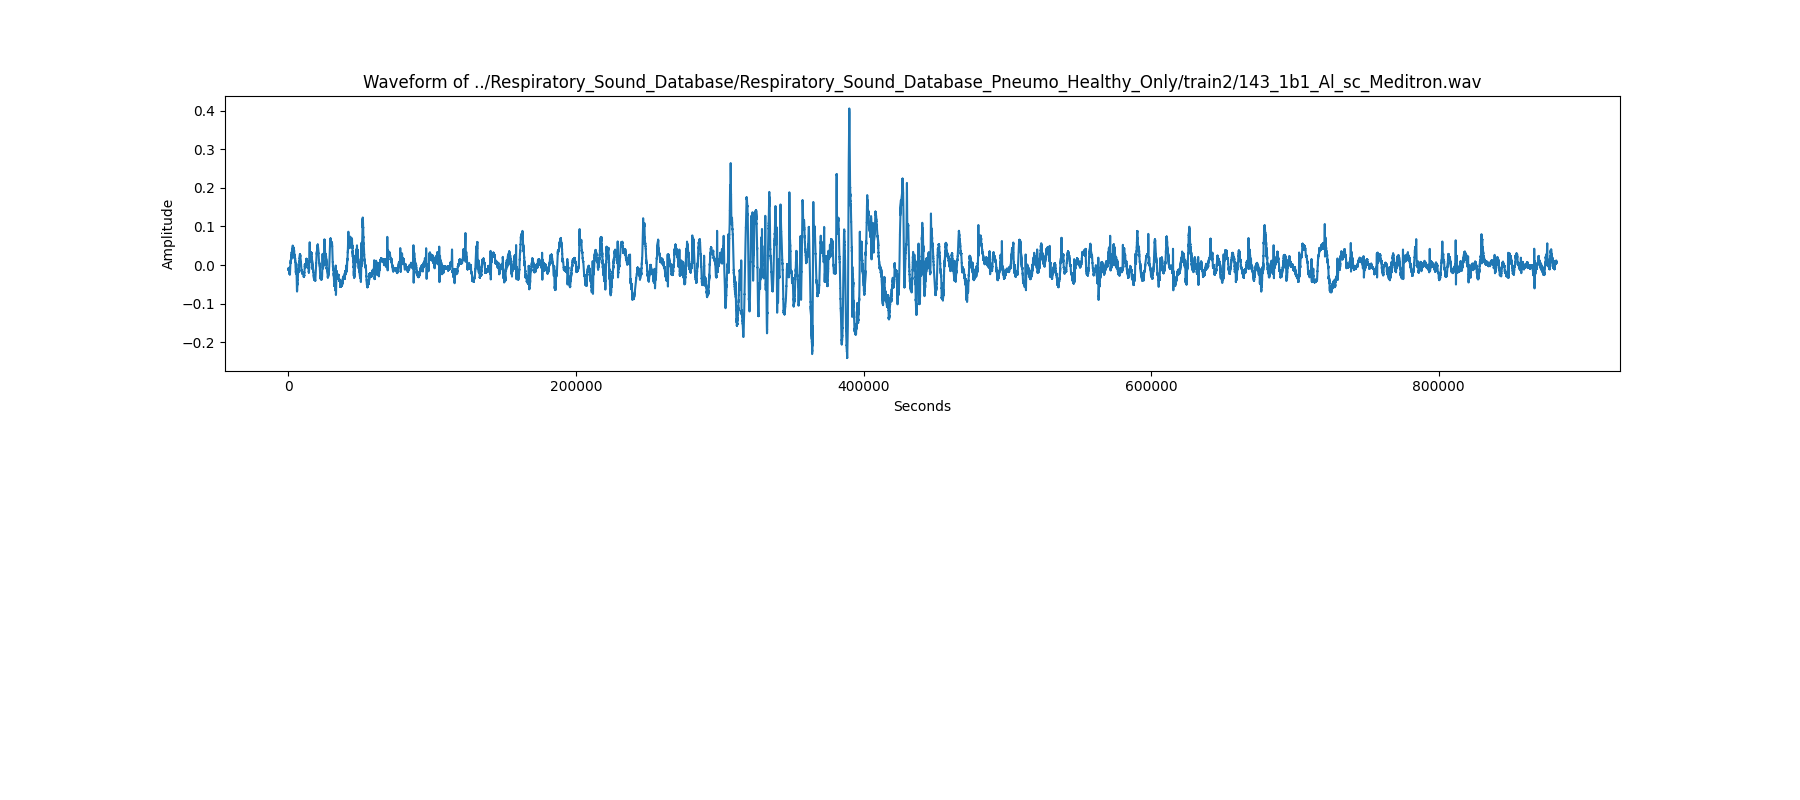 Waveform of ../Respiratory_Sound_Database/Respiratory_Sound_Database_Pneumo_Healthy_Only/train2/143_1b1_Al_sc_Meditron.wav
0.4
0.3
0.2
0.1
0.0
−0.1
−0.2
Amplitude
0 200000 400000 600000 800000
Seconds